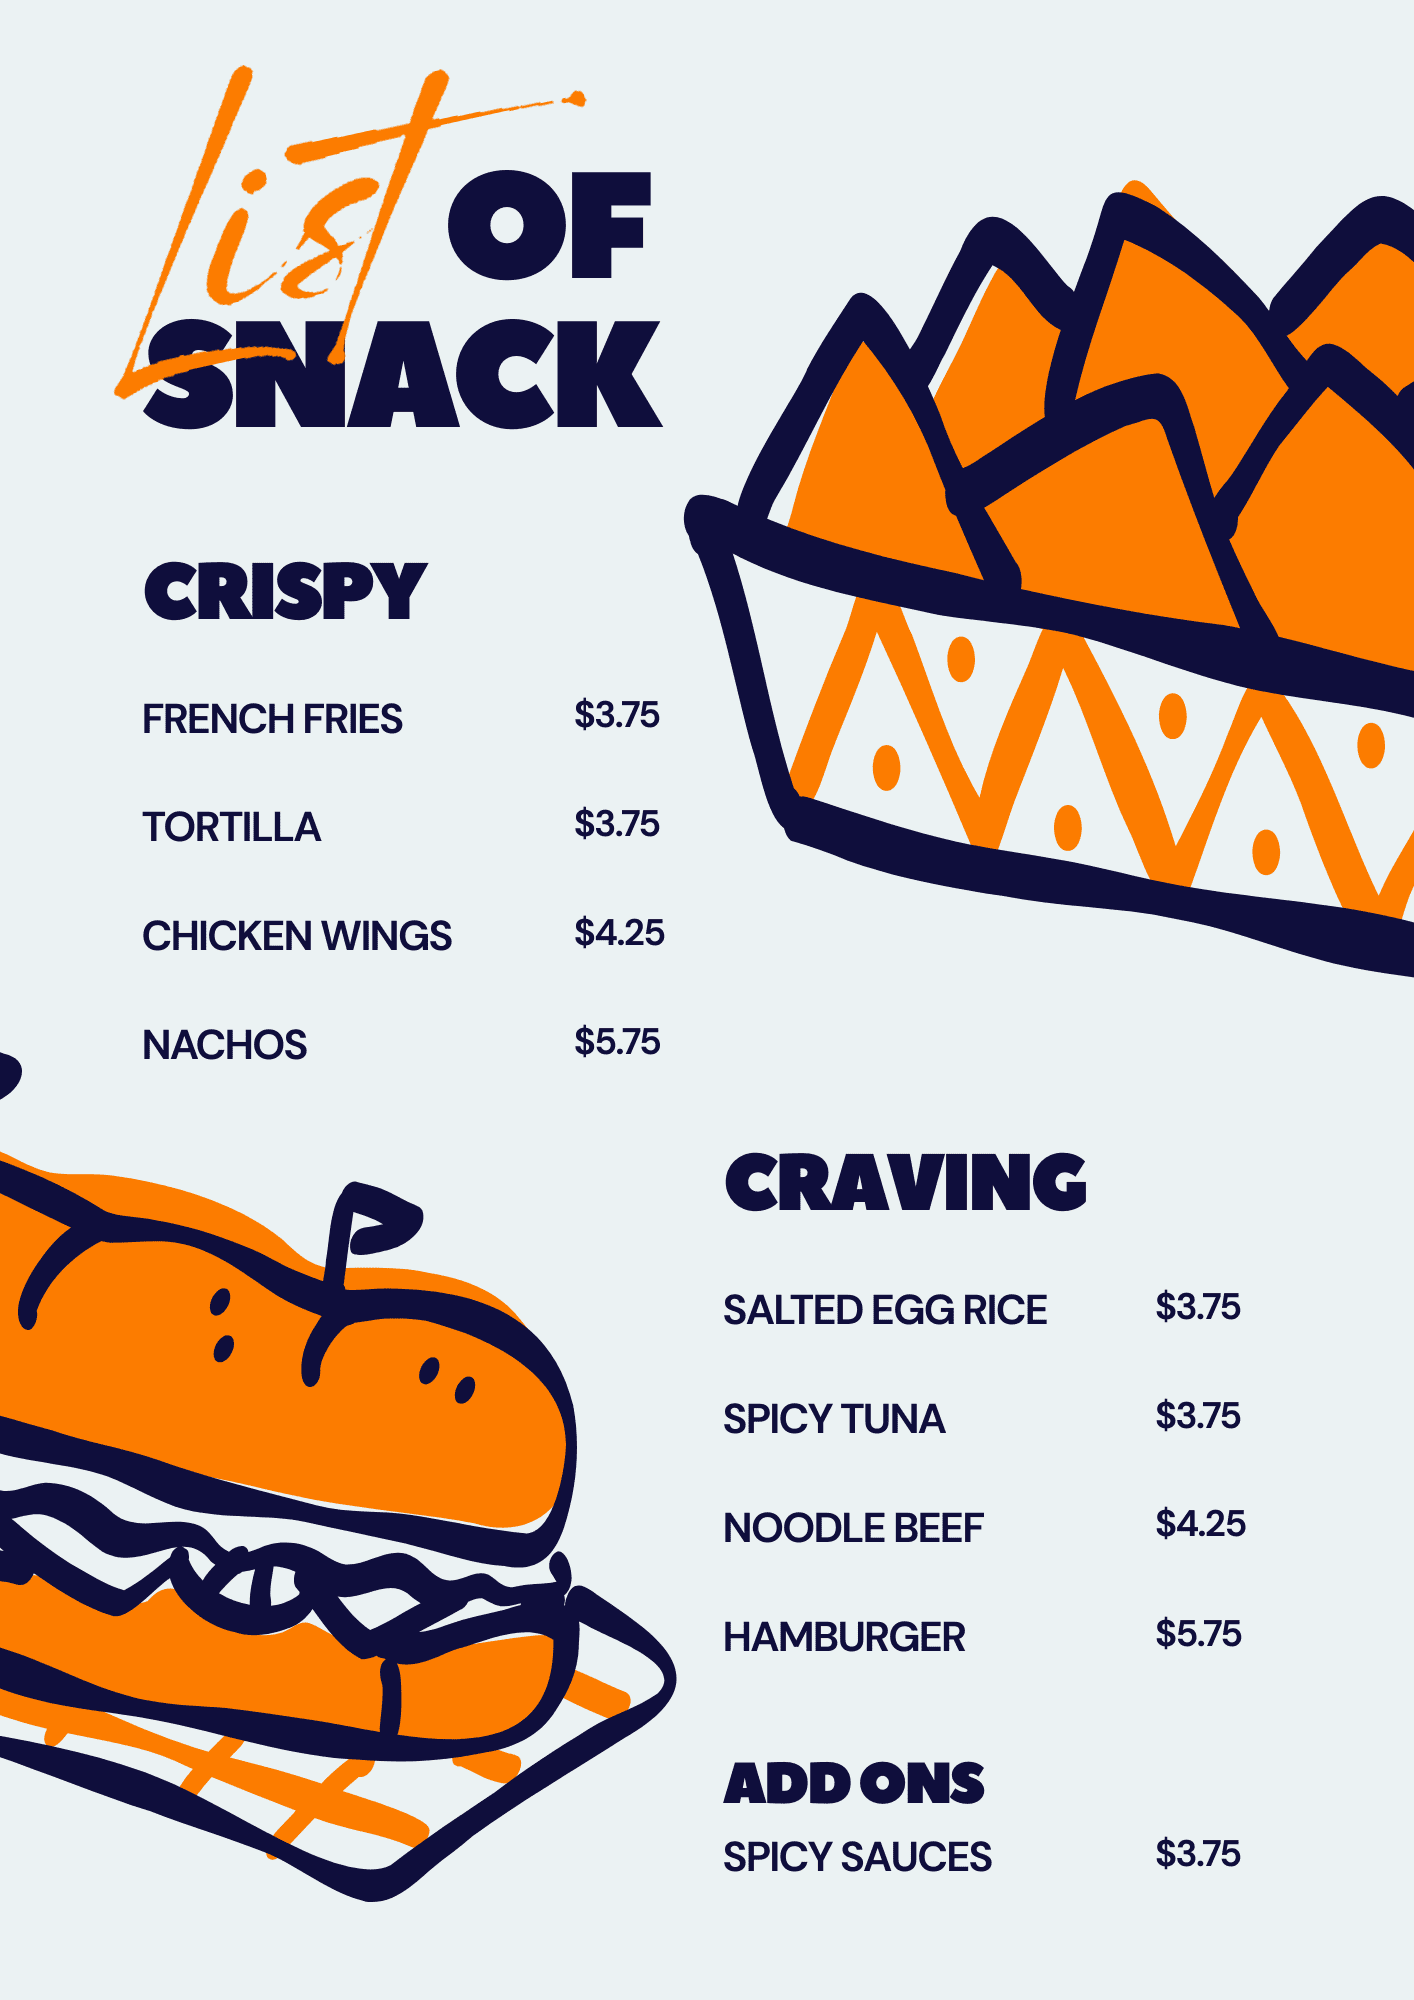 List OF
SNACK
CRISPY
FRENCH FRIES $3.75
TORTILLA $3.75
CHICKEN WINGS $4.25
NACHOS $5.75
CRAVING
SALTED EGG RICE $3.75
SPICY TUNA $3.75
NOODLE BEEF $4.25
HAMBURGER $5.75
ADD ONS
SPICY SAUCES $3.75